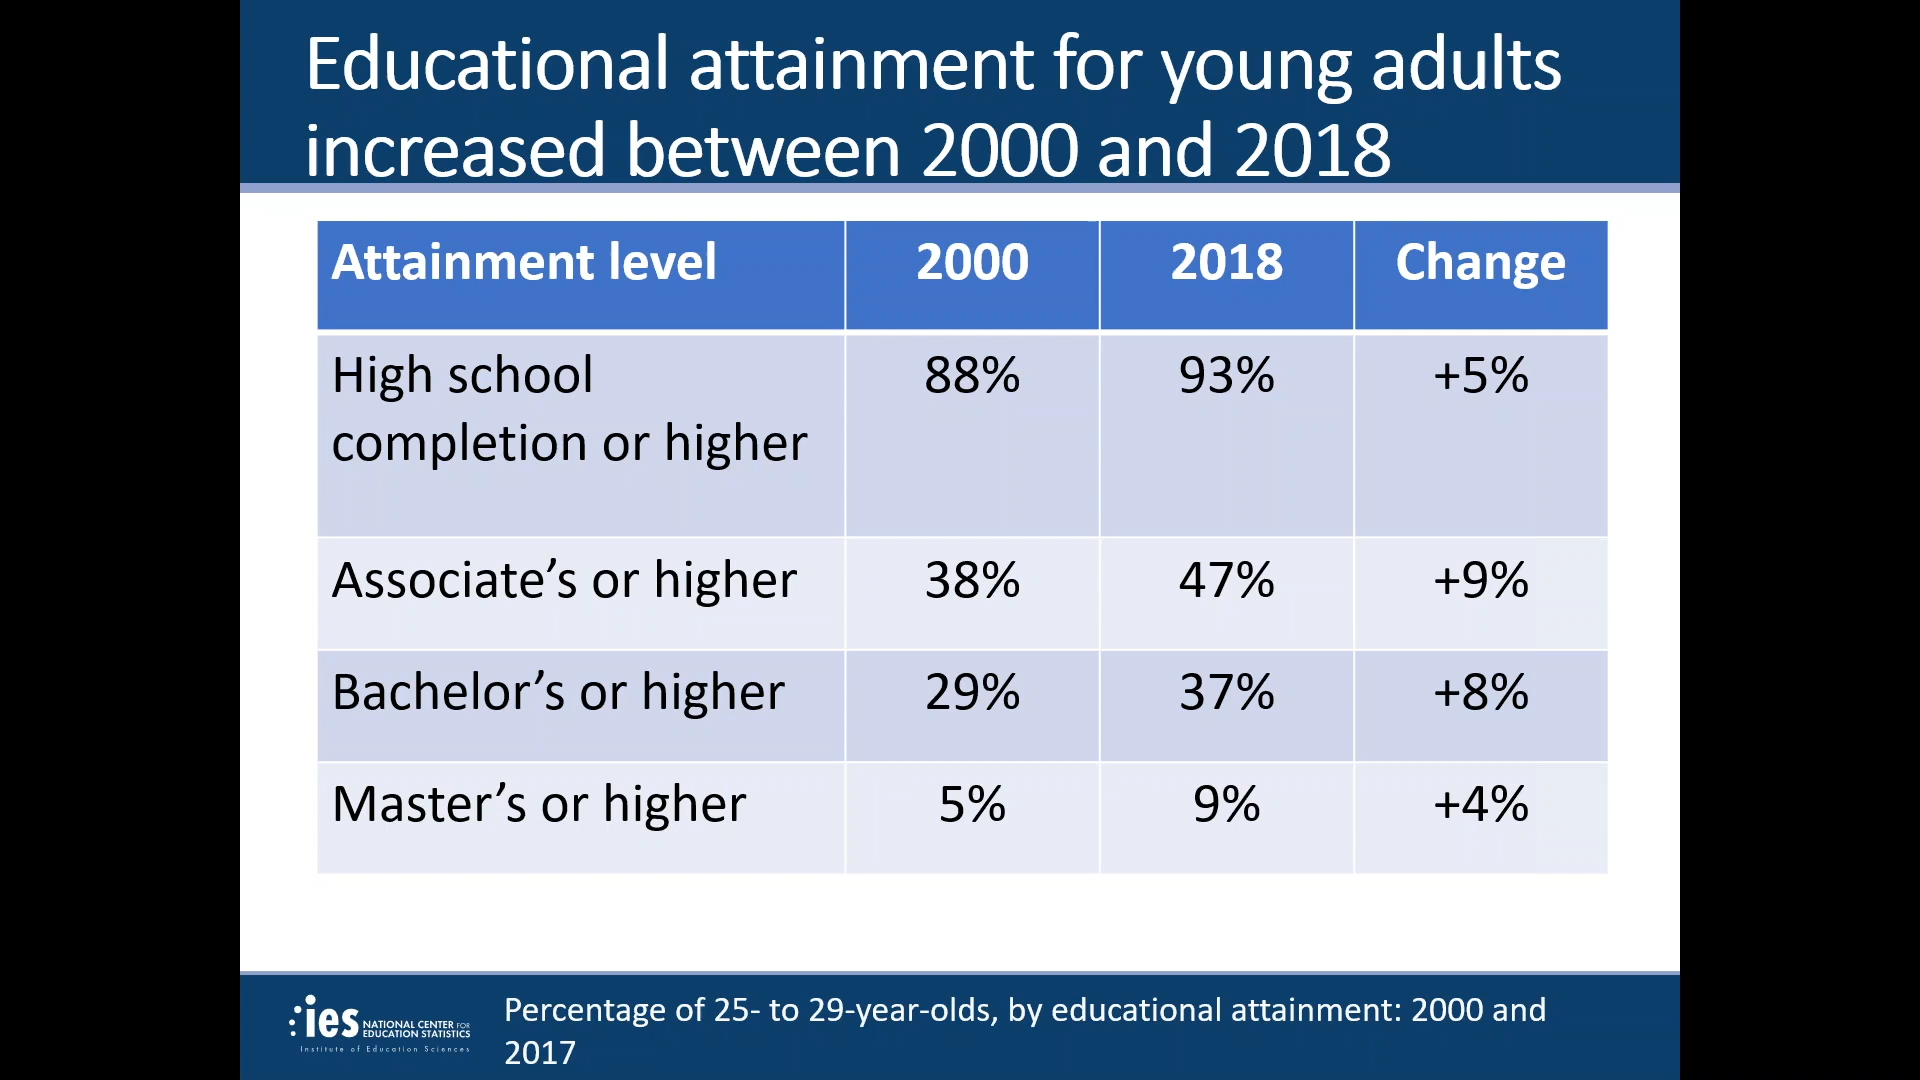 Educational attainment for young adults
increased between 2000 and 2018
Attainment level 2000 2018 Change
High school 88% 93% +5%
completion or higher
Associate’s or higher 38% 47% +9%
Bachelor’s or higher 29% 37% +8%
Master’s or higher 5% 9% +4%
ies NATIONAL CENTER FOR
EDUCATION STATISTICS
Institute of Education Sciences
Percentage of 25- to 29-year-olds, by educational attainment: 2000 and
2017